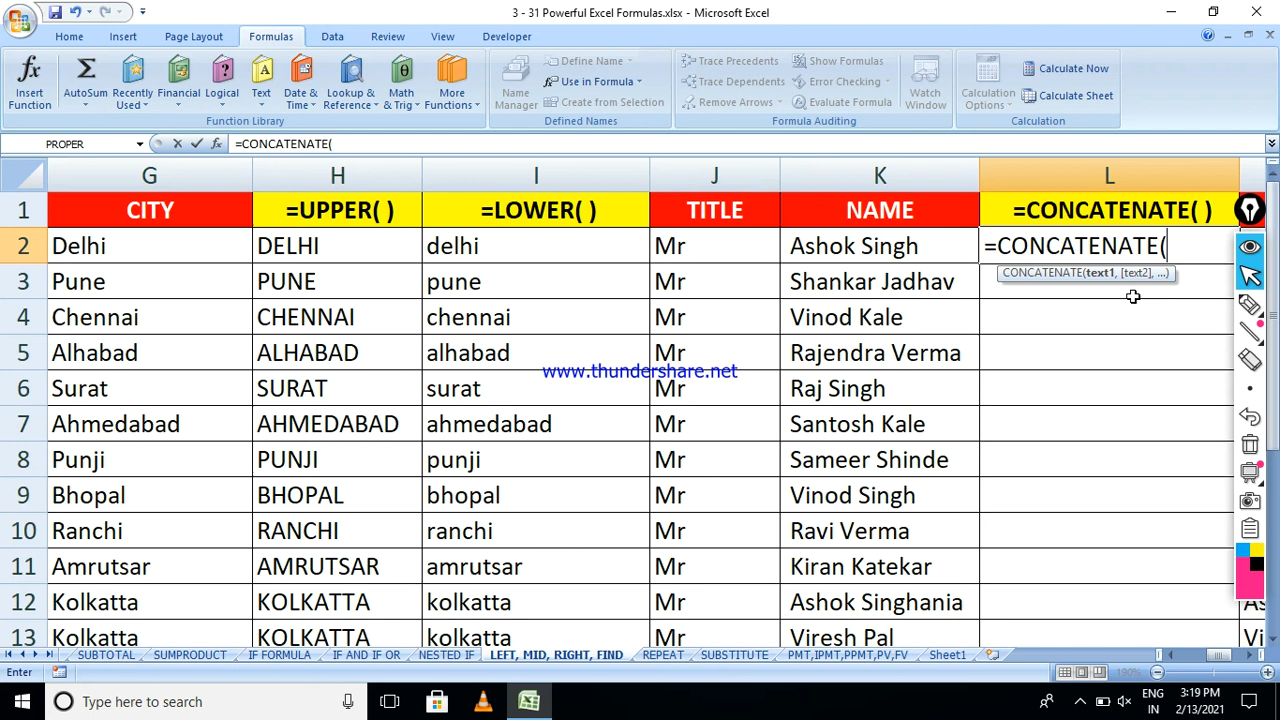 3 - 31 Powerful Excel Formulas.xlsx - Microsoft Excel
Home Insert Page Layout Formulas Data Review View Developer
Insert Function
AutoSum
Recently Used
Financial
Logical
Text
Date & Time
Lookup & Reference
Math & Trig
More Functions
Function Library
Name Manager
Define Name
Use in Formula
Create from Selection
Defined Names
Trace Precedents
Trace Dependents
Remove Arrows
Show Formulas
Error Checking
Evaluate Formula
Formula Auditing
Watch Window
Calculation Options
Calculate Now
Calculate Sheet
Calculation
PROPER =CONCATENATE(
G H I J K L
1 CITY =UPPER( ) =LOWER( ) TITLE NAME =CONCATENATE( )
2 Delhi DELHI delhi Mr Ashok Singh =CONCATENATE(
CONCATENATE(text1, [text2], ...)
3 Pune PUNE pune Mr Shankar Jadhav
4 Chennai CHENNAI chennai Mr Vinod Kale
5 Alhabad ALHABAD alhabad Mr Rajendra Verma
www.thundershare.net
6 Surat SURAT surat Mr Raj Singh
7 Ahmedabad AHMEDABAD ahmedabad Mr Santosh Kale
8 Punji PUNJI punji Mr Sameer Shinde
9 Bhopal BHOPAL bhopal Mr Vinod Singh
10 Ranchi RANCHI ranchi Mr Ravi Verma
11 Amrutsar AMRUTSAR amrutsar Mr Kiran Katekar
12 Kolkatta KOLKATTA kolkatta Mr Ashok Singhania
13 Kolkatta KOLKATTA kolkatta Mr Viresh Pal Vi
SUBTOTAL SUMPRODUCT IF FORMULA IF AND IF OR NESTED IF LEFT, MID, RIGHT, FIND REPEAT SUBSTITUTE PMT,IPMT,PPMT,PV,FV Sheet1
Enter 190%
Type here to search
ENG
IN
3:19 PM
2/13/2021